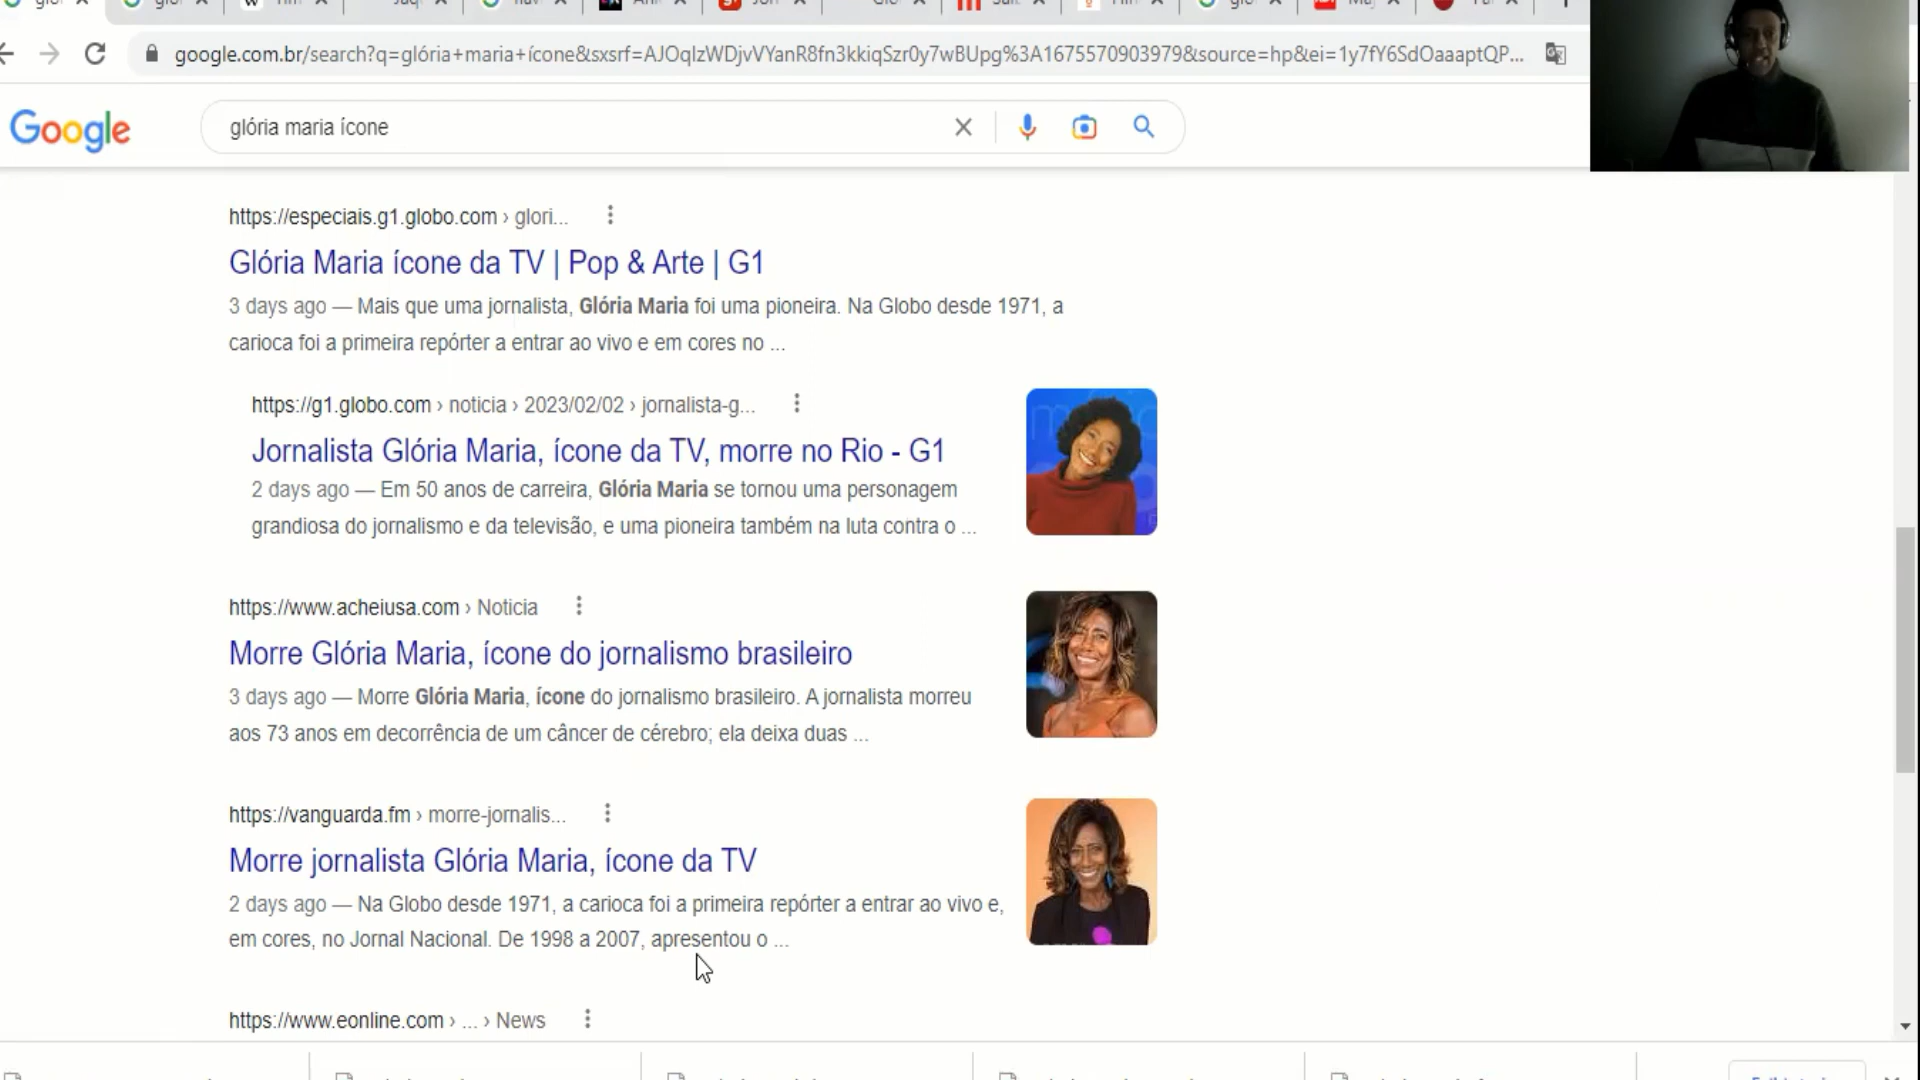 google.com.br/search?q=glória+maria+ícone&sxsrf=AJOqlzWDjvVYanR8fn3kkiqSzr0y7wBUpg%3A1675570903979&source=hp&ei=1y7fY6SdOaaaptQP...
Google
glória maria ícone
https://especiais.g1.globo.com › glori...
Glória Maria ícone da TV | Pop & Arte | G1
3 days ago — Mais que uma jornalista, Glória Maria foi uma pioneira. Na Globo desde 1971, a
carioca foi a primeira repórter a entrar ao vivo e em cores no ...
https://g1.globo.com › noticia › 2023/02/02 › jornalista-g...
Jornalista Glória Maria, ícone da TV, morre no Rio - G1
2 days ago — Em 50 anos de carreira, Glória Maria se tornou uma personagem
grandiosa do jornalismo e da televisão, e uma pioneira também na luta contra o ...
https://www.acheiusa.com › Noticia
Morre Glória Maria, ícone do jornalismo brasileiro
3 days ago — Morre Glória Maria, ícone do jornalismo brasileiro. A jornalista morreu
aos 73 anos em decorrência de um câncer de cérebro; ela deixa duas ...
https://vanguarda.fm › morre-jornalis...
Morre jornalista Glória Maria, ícone da TV
2 days ago — Na Globo desde 1971, a carioca foi a primeira repórter a entrar ao vivo e,
em cores, no Jornal Nacional. De 1998 a 2007, apresentou o ...
https://www.eonline.com › ... › News